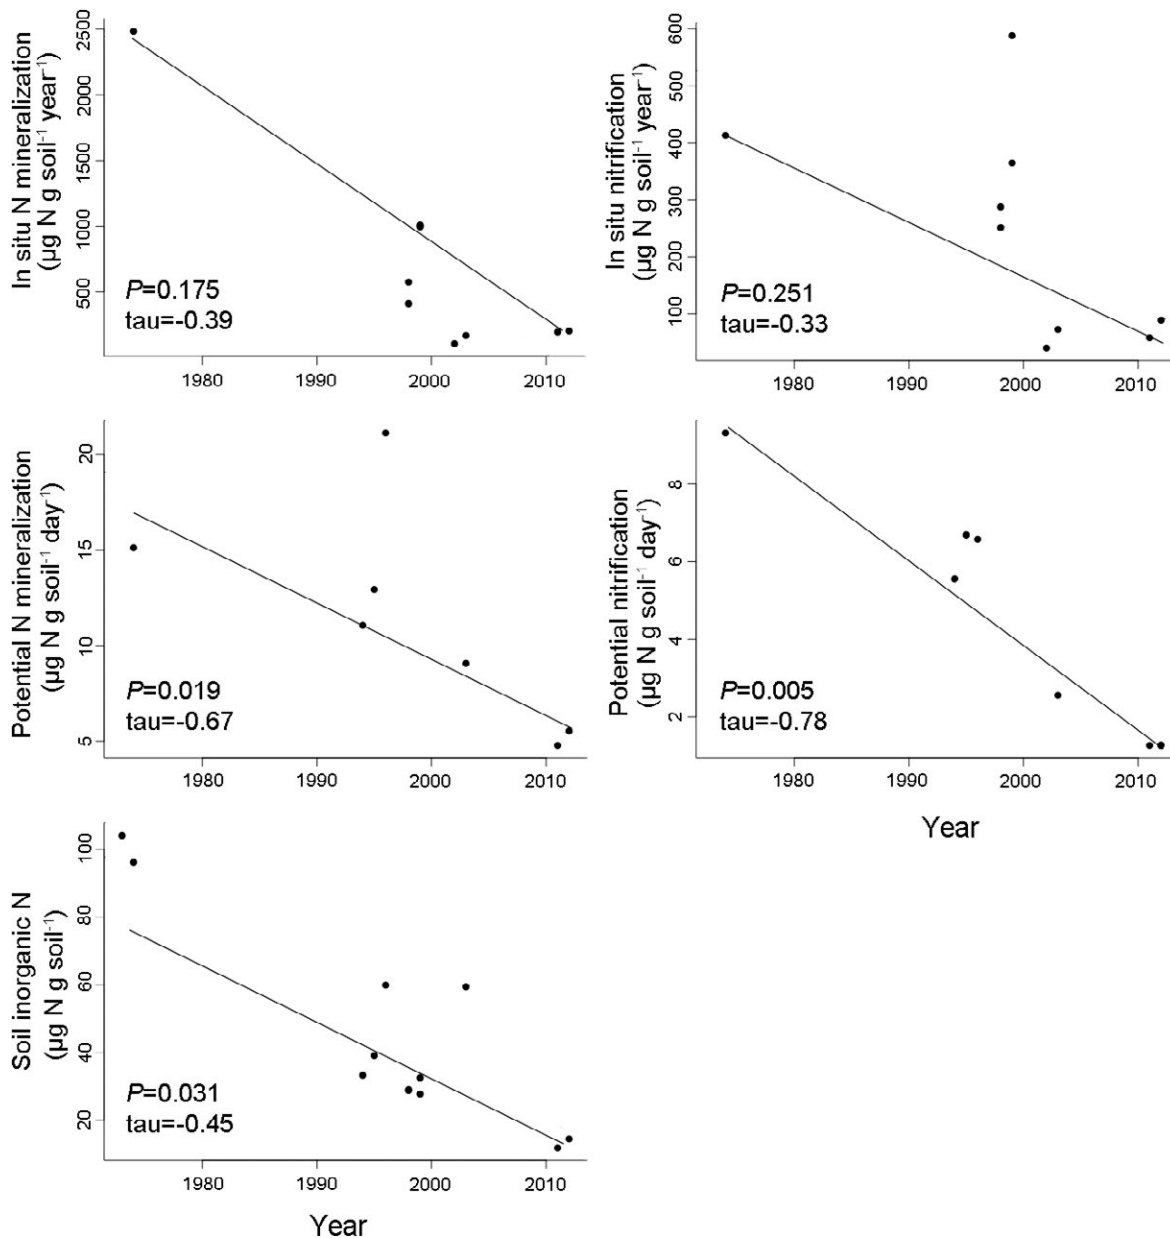 In situ N mineralization
(µg N g soil⁻¹ year⁻¹)
2500
2000
1500
1000
500
P=0.175
tau=-0.39
1980 1990 2000 2010
In situ nitrification
(µg N g soil⁻¹ year⁻¹)
600
500
400
300
200
100
P=0.251
tau=-0.33
1980 1990 2000 2010
Potential N mineralization
(µg N g soil⁻¹ day⁻¹)
20
15
10
5
P=0.019
tau=-0.67
1980 1990 2000 2010
Potential nitrification
(µg N g soil⁻¹ day⁻¹)
8
6
4
2
P=0.005
tau=-0.78
1980 1990 2000 2010
Year
Soil inorganic N
(µg N g soil⁻¹)
100
80
60
40
20
P=0.031
tau=-0.45
1980 1990 2000 2010
Year